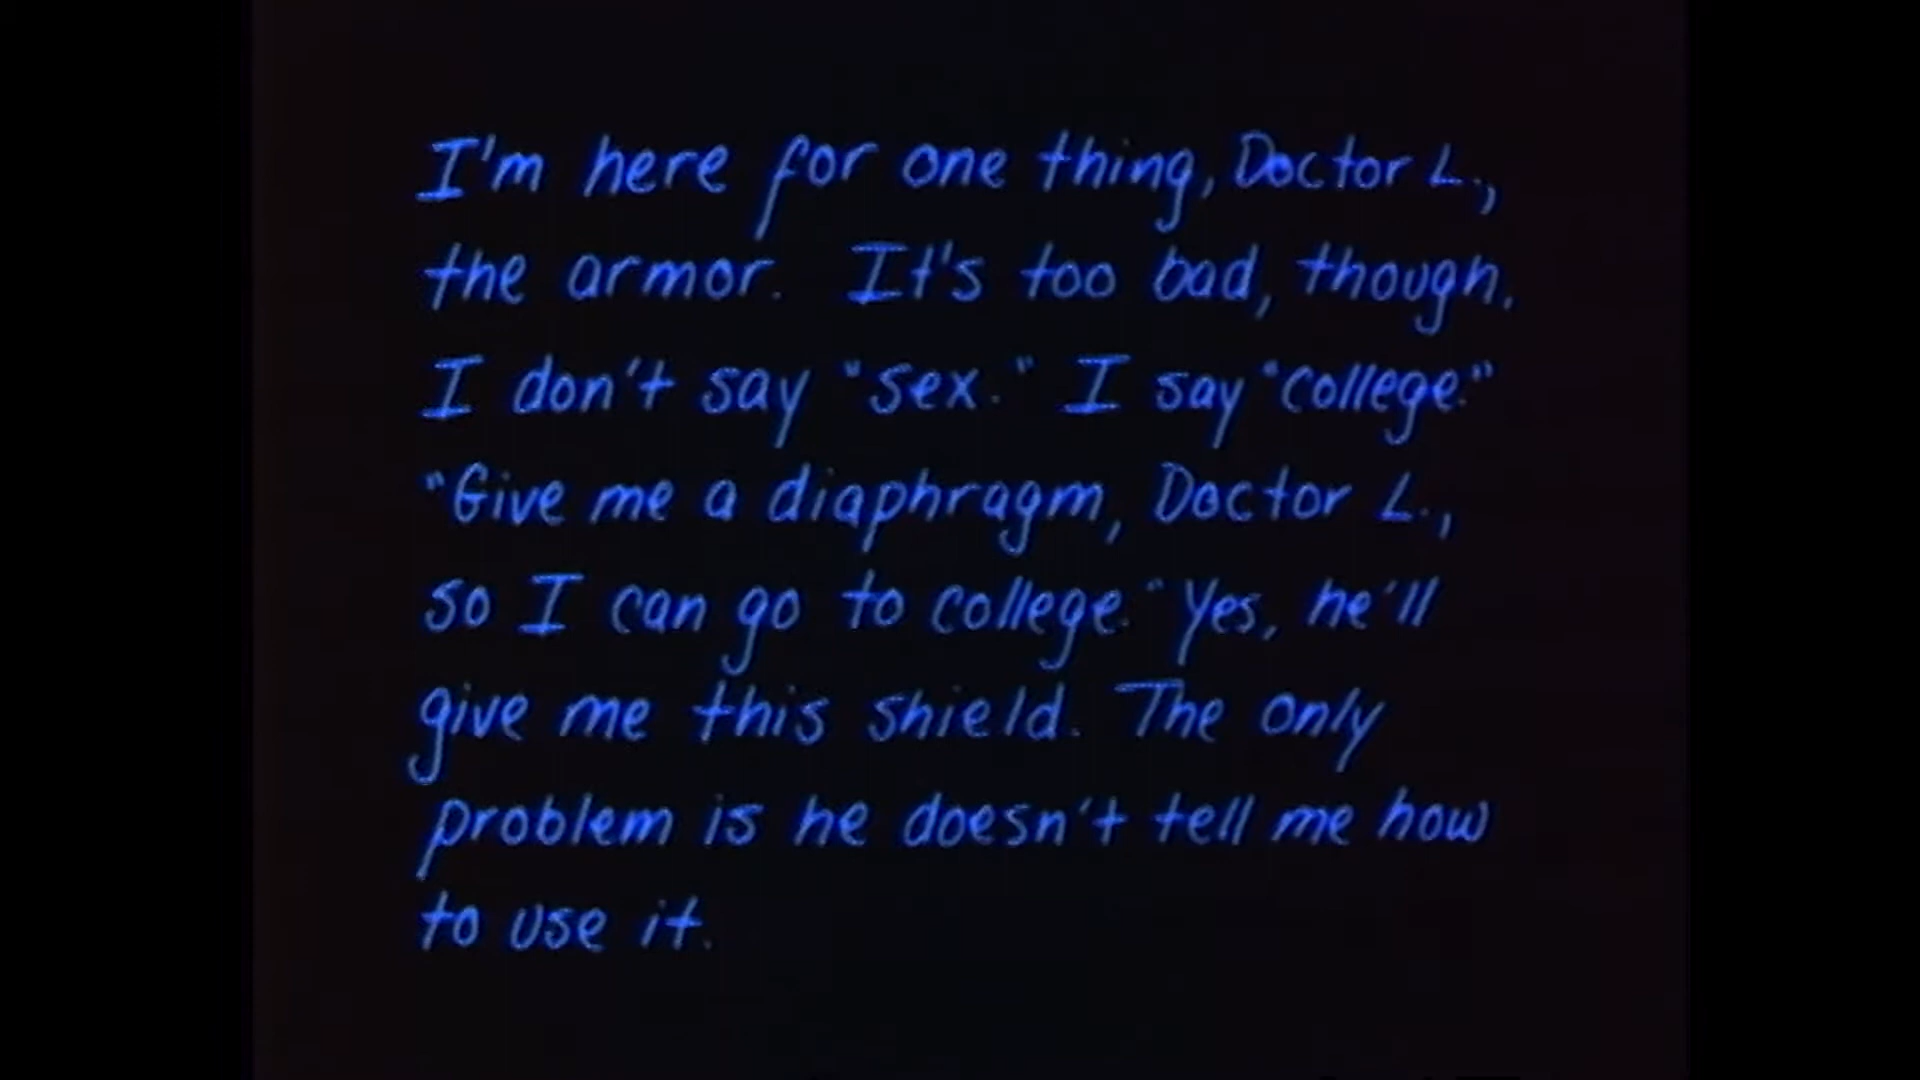 I'm here for one thing, Doctor L.,
the armor. It's too bad, though.
I don't say "sex." I say "college."
"Give me a diaphragm, Doctor L.,
so I can go to college." Yes, he'll
give me this shield. The only
problem is he doesn't tell me how
to use it.